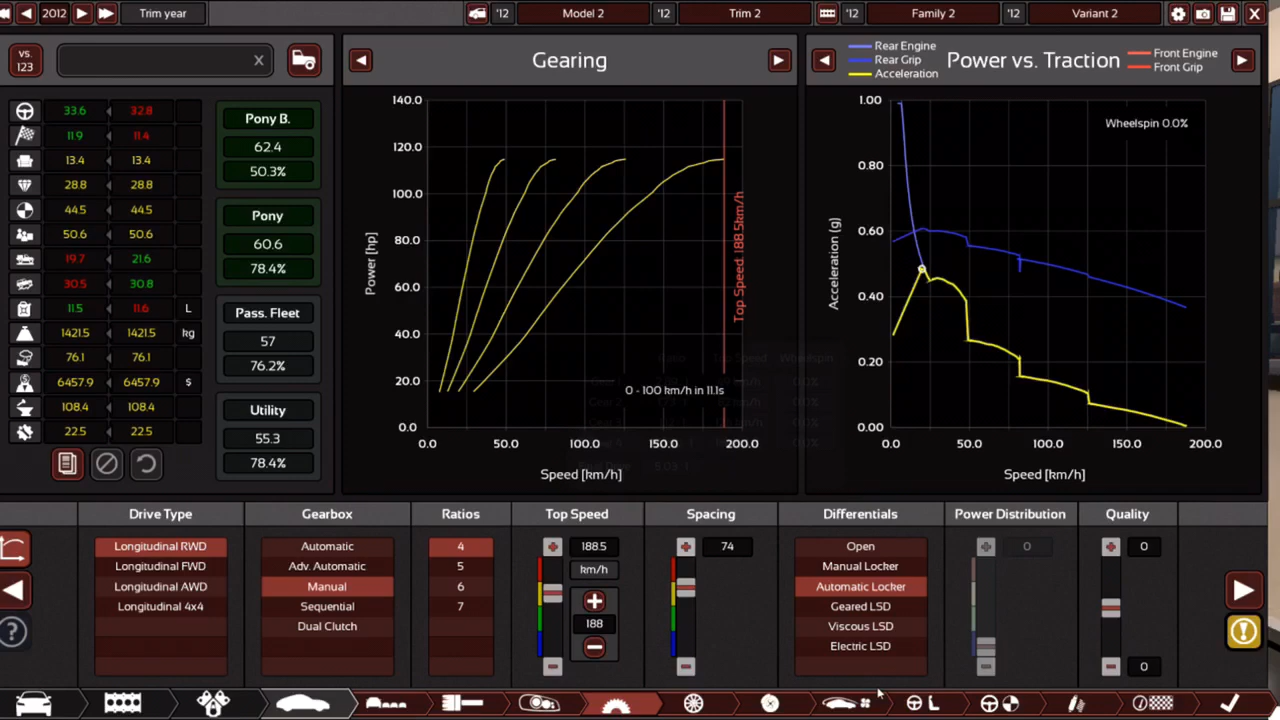 2012 Trim year '12 Model 2 '12 Trim 2 '12 Family 2 '12 Variant 2
vs. 123 X
33.6 32.8
11.9 11.4
13.4 13.4
28.8 28.8
44.5 44.5
50.6 50.6
19.7 21.6
30.5 30.8
11.5 11.6 L
1421.5 1421.5 kg
76.1 76.1
6457.9 6457.9 $
108.4 108.4
22.5 22.5
Pony B.
62.4
50.3%
Pony
60.6
78.4%
Pass. Fleet
57
76.2%
Utility
55.3
78.4%
Gearing
140.0
120.0
100.0
80.0
60.0
40.0
20.0
0.0
Power [hp]
Top Speed: 188.5km/h
0 - 100 km/h in 11.1s
0.0 50.0 100.0 150.0 200.0
Speed [km/h]
Rear Engine
Rear Grip
Acceleration
Power vs. Traction
Front Engine
Front Grip
Wheelspin 0.0%
1.00
0.80
0.60
0.40
0.20
0.00
Acceleration [g]
0.0 50.0 100.0 150.0 200.0
Speed [km/h]
Drive Type
Longitudinal RWD
Longitudinal FWD
Longitudinal AWD
Longitudinal 4x4
Gearbox
Automatic
Adv. Automatic
Manual
Sequential
Dual Clutch
Ratios
4
5
6
7
Top Speed
188.5
km/h
188
Spacing
74
Differentials
Open
Manual Locker
Automatic Locker
Geared LSD
Viscous LSD
Electric LSD
Power Distribution
0
Quality
0
0
?